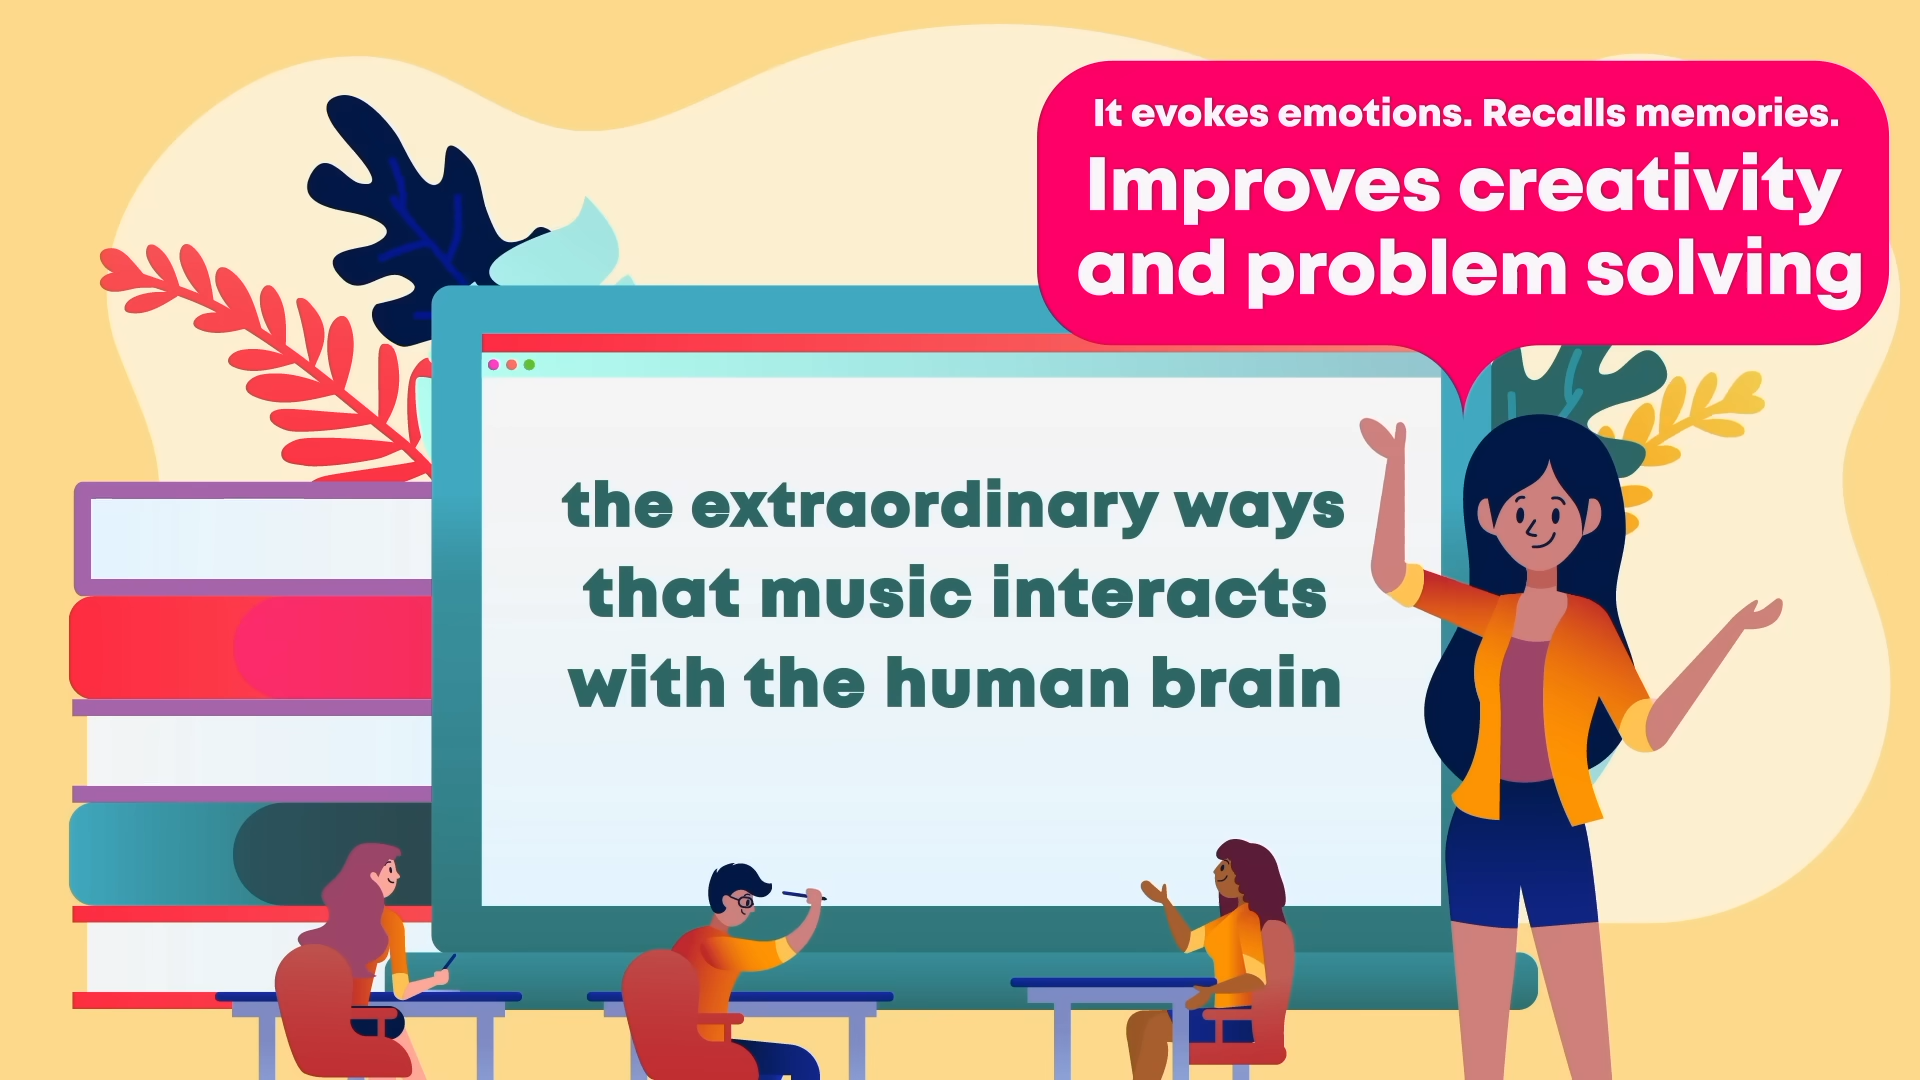 It evokes emotions. Recalls memories.
Improves creativity
and problem solving
the extraordinary ways
that music interacts
with the human brain